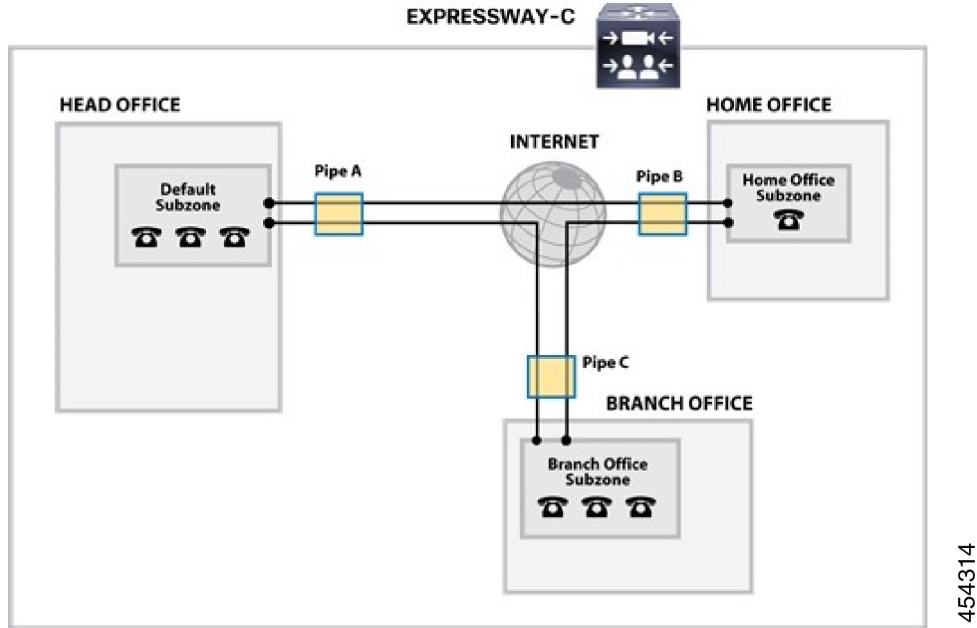 EXPRESSWAY-C
HEAD OFFICE
HOME OFFICE
INTERNET
Pipe A
Pipe B
Default
Subzone
Home Office
Subzone
Pipe C
BRANCH OFFICE
Branch Office
Subzone
454314